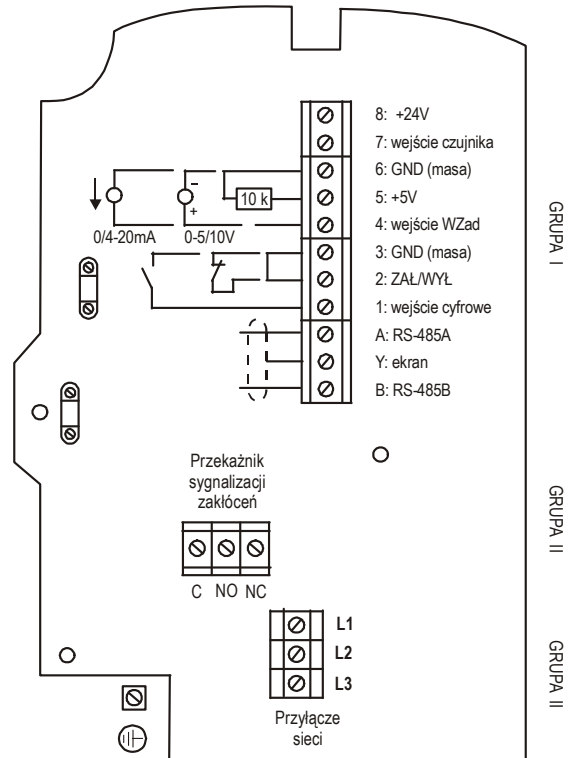 8: +24V
7: wejście czujnika
6: GND (masa)
5: +5V
4: wejście WZad
3: GND (masa)
2: ZAŁ/WYŁ
1: wejście cyfrowe
A: RS-485A
Y: ekran
B: RS-485B
10 k
–
+
0/4-20mA
0-5/10V
GRUPA I
Przekaźnik
sygnalizacji
zakłóceń
C NO NC
GRUPA II
L1
L2
L3
Przyłącze
sieci
GRUPA II